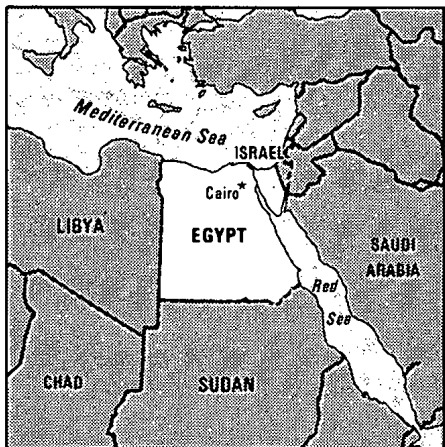 Mediterranean Sea
ISRAEL
Cairo*
LIBYA
EGYPT
SAUDI
ARABIA
Red
Sea
CHAD
SUDAN